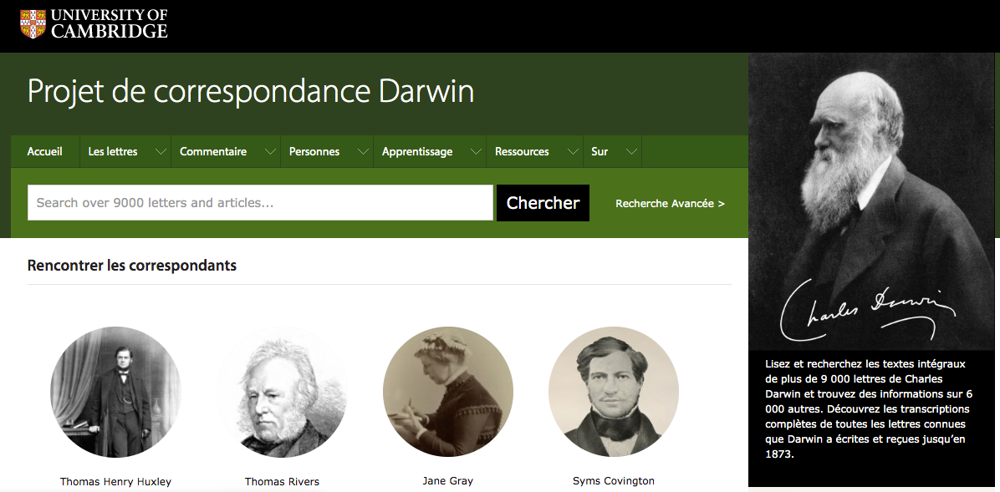 UNIVERSITY OF
CAMBRIDGE
Projet de correspondance Darwin
Accueil Les lettres Commentaire Personnes Apprentissage Ressources Sur
Search over 9000 letters and articles... Chercher Recherche Avancée >
Rencontrer les correspondants
Thomas Henry Huxley Thomas Rivers Jane Gray Syms Covington
Charles Darwin
Lisez et recherchez les textes intégraux
de plus de 9 000 lettres de Charles
Darwin et trouvez des informations sur 6
000 autres. Découvrez les transcriptions
complètes de toutes les lettres connues
que Darwin a écrites et reçues jusqu’en
1873.